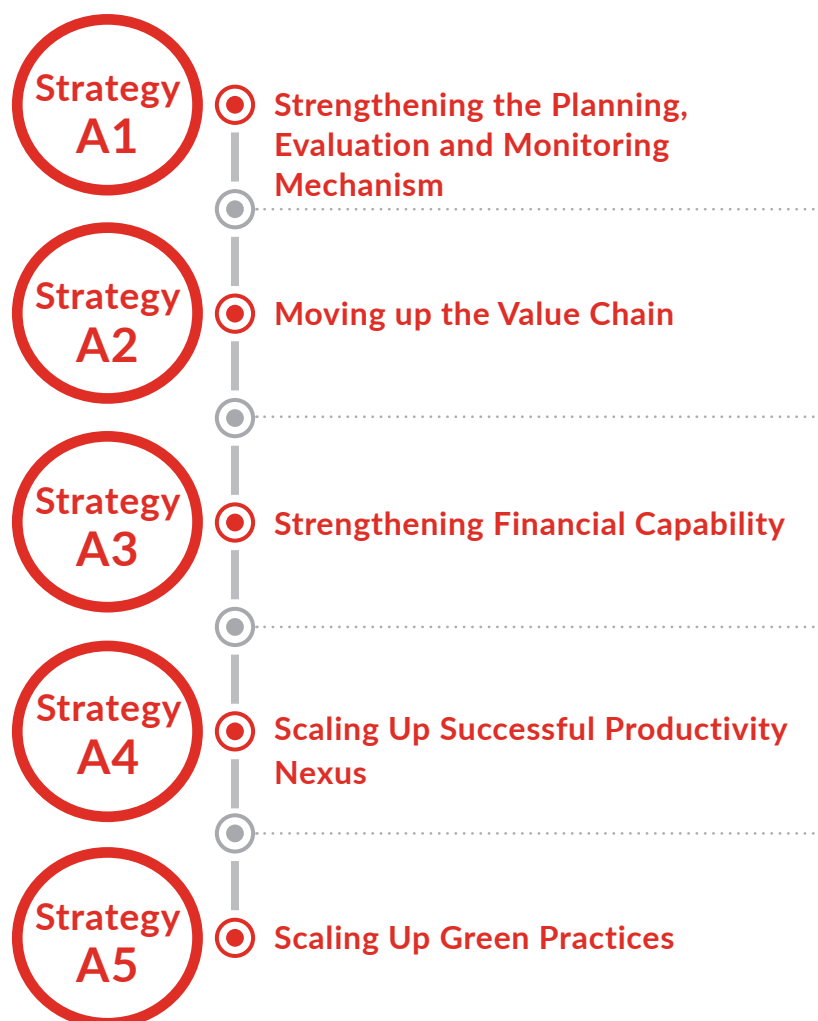 Strategy
A1
Strengthening the Planning,
Evaluation and Monitoring
Mechanism
Strategy
A2
Moving up the Value Chain
Strategy
A3
Strengthening Financial Capability
Strategy
A4
Scaling Up Successful Productivity
Nexus
Strategy
A5
Scaling Up Green Practices